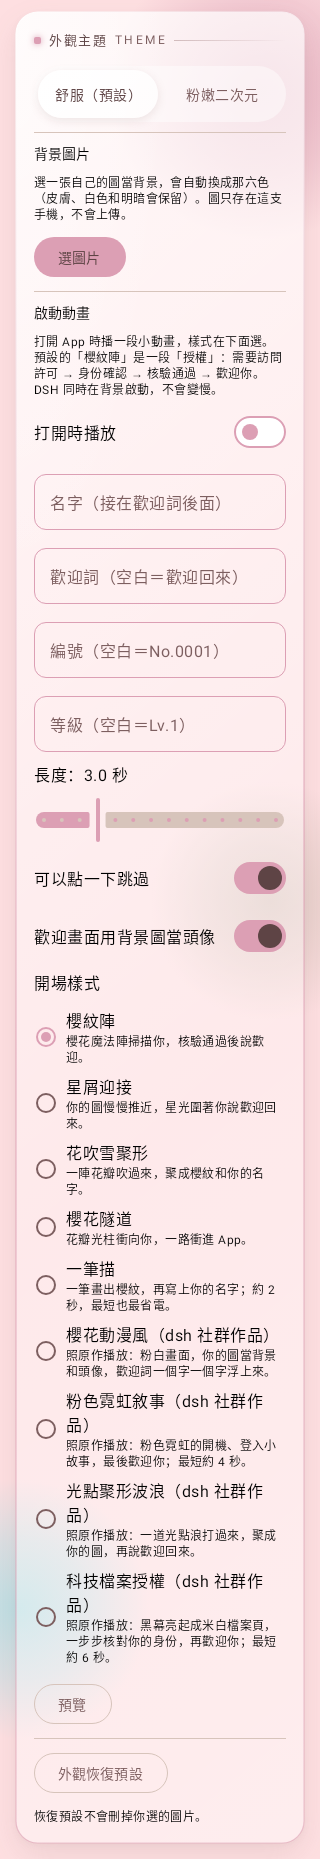 外觀主題 THEME
舒服（預設）
粉嫩二次元
背景圖片
選一張自己的圖當背景，會自動換成那六色
（皮膚、白色和明暗會保留）。圖只存在這支
手機，不會上傳。
選圖片
啟動動畫
打開 App 時播一段小動畫，樣式在下面選。
預設的「櫻紋陣」是一段「授權」：需要訪問
許可 → 身份確認 → 核驗通過 → 歡迎你。
DSH 同時在背景啟動，不會變慢。
打開時播放
名字（接在歡迎詞後面）
歡迎詞（空白＝歡迎回來）
編號（空白＝No.0001）
等級（空白＝Lv.1）
長度：3.0 秒
可以點一下跳過
歡迎畫面用背景圖當頭像
開場樣式
櫻紋陣
櫻花魔法陣掃描你，核驗通過後說歡
迎。
星屑迎接
你的圖慢慢推近，星光圍著你說歡迎回
來。
花吹雪聚形
一陣花瓣吹過來，聚成櫻紋和你的名
字。
櫻花隧道
花瓣光柱衝向你，一路衝進 App。
一筆描
一筆畫出櫻紋，再寫上你的名字；約 2
秒，最短也最省電。
櫻花動漫風（dsh 社群作品）
照原作播放：粉白畫面，你的圖當背景
和頭像，歡迎詞一個字一個字浮上來。
粉色霓虹敘事（dsh 社群作
品）
照原作播放：粉色霓虹的開機、登入小
故事，最後歡迎你；最短約 4 秒。
光點聚形波浪（dsh 社群作
品）
照原作播放：一道光點浪打過來，聚成
你的圖，再說歡迎回來。
科技檔案授權（dsh 社群作
品）
照原作播放：黑幕亮起成米白檔案頁，
一步步核對你的身份，再歡迎你；最短
約 6 秒。
預覽
外觀恢復預設
恢復預設不會刪掉你選的圖片。